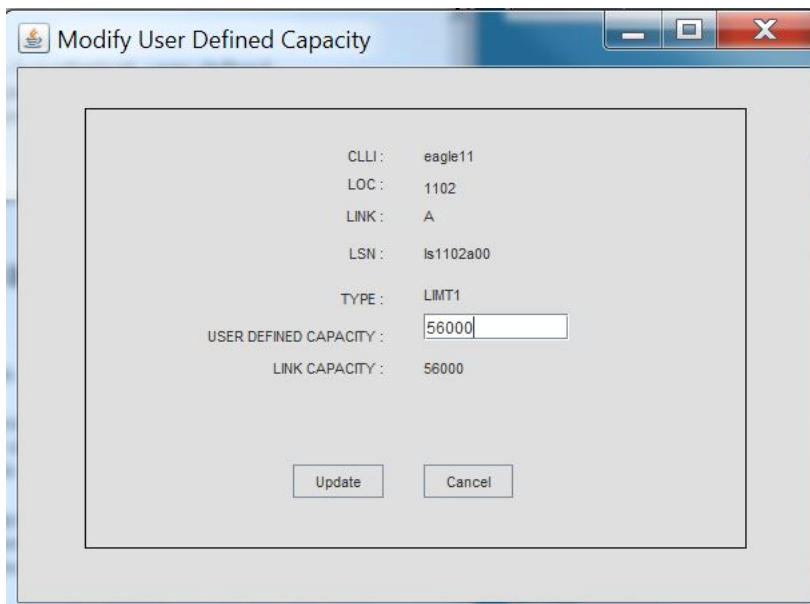 Modify User Defined Capacity
CLLI : eagle11
LOC : 1102
LINK : A
LSN : ls1102a00
TYPE : LIMT1
USER DEFINED CAPACITY : 56000
LINK CAPACITY : 56000
Update Cancel